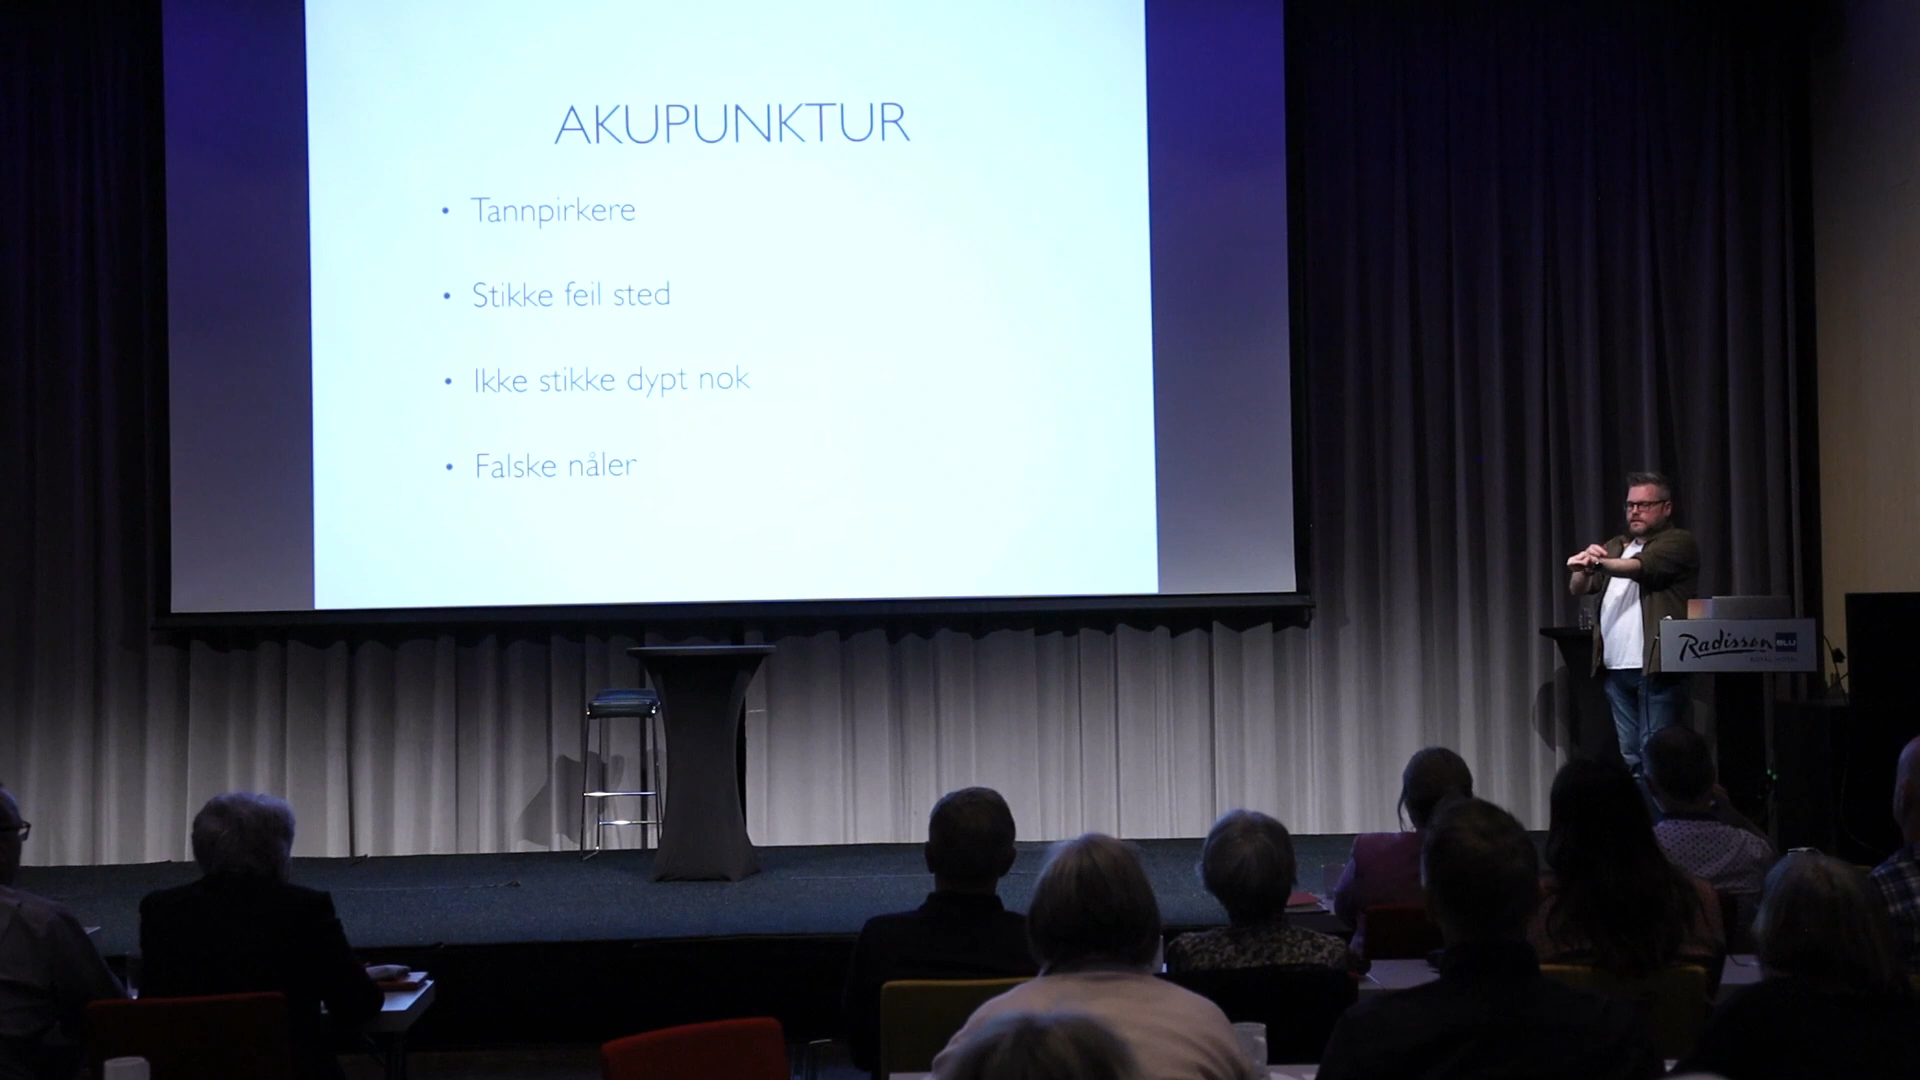 AKUPUNKTUR
• Tannpirkere
• Stikke feil sted
• Ikke stikke dypt nok
• Falske nåler
Radisson BLU